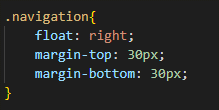 .navigation{
    float: right;
    margin-top: 30px;
    margin-bottom: 30px;
}